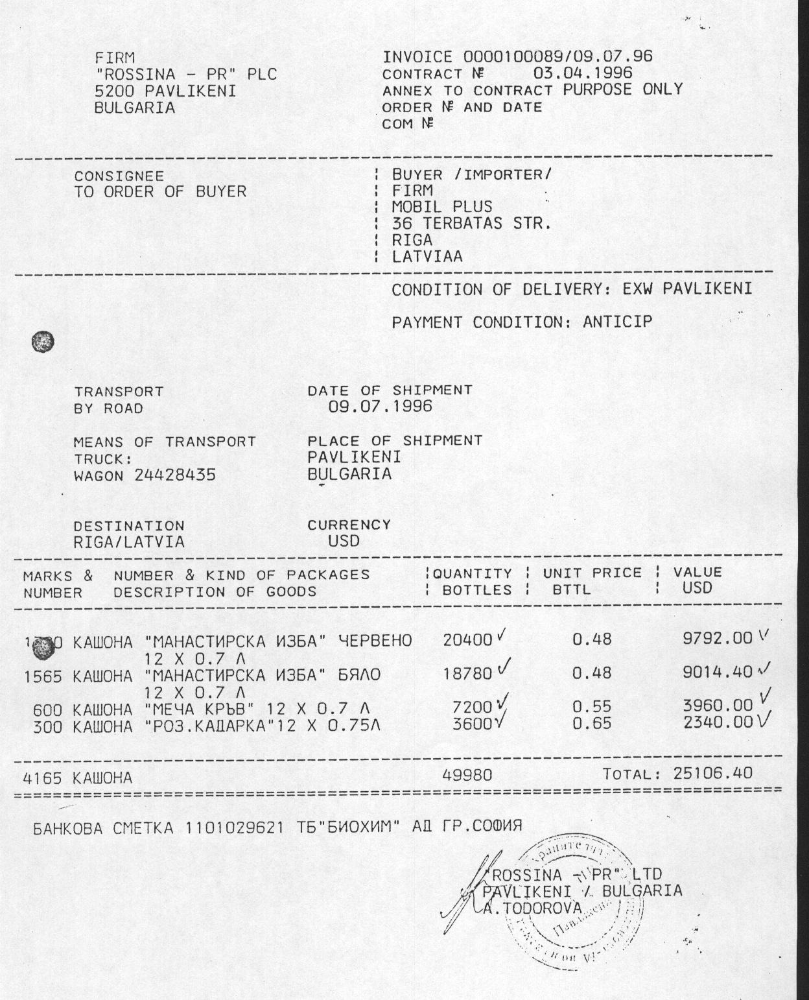 FIRM
"ROSSINA - PR" PLC
5200 PAVLIKENI
BULGARIA
INVOICE 0000100089/09.07.96
CONTRACT № 03.04.1996
ANNEX TO CONTRACT PURPOSE ONLY
ORDER № AND DATE
COM №
CONSIGNEE
TO ORDER OF BUYER
BUYER /IMPORTER/
FIRM
MOBIL PLUS
36 TERBATAS STR.
RIGA
LATVIAA
CONDITION OF DELIVERY: EXW PAVLIKENI
PAYMENT CONDITION: ANTICIP
TRANSPORT
BY ROAD
DATE OF SHIPMENT
09.07.1996
MEANS OF TRANSPORT
TRUCK:
WAGON 24428435
PLACE OF SHIPMENT
PAVLIKENI
BULGARIA
DESTINATION
RIGA/LATVIA
CURRENCY
USD
MARKS & NUMBER & KIND OF PACKAGES ¦QUANTITY ¦ UNIT PRICE ¦ VALUE
NUMBER DESCRIPTION OF GOODS ¦ BOTTLES ¦ BTTL ¦ USD
КАШОНА "МАНАСТИРСКА ИЗБА" ЧЕРВЕНО 20400 0.48 9792.00
12 X 0.7 Л
1565 КАШОНА "МАНАСТИРСКА ИЗБА" БЯЛО 18780 0.48 9014.40
12 X 0.7 Л
600 КАШОНА "МЕЧА КРЪВ" 12 X 0.7 Л 7200 0.55 3960.00
300 КАШОНА "РОЗ.КАДАРКА"12 X 0.75Л 3600 0.65 2340.00
4165 КАШОНА 49980 TOTAL: 25106.40
БАНКОВА СМЕТКА 1101029621 ТБ"БИОХИМ" АД ГР.СОФИЯ
"ROSSINA - PR" LTD
PAVLIKENI / BULGARIA
A.TODOROVA